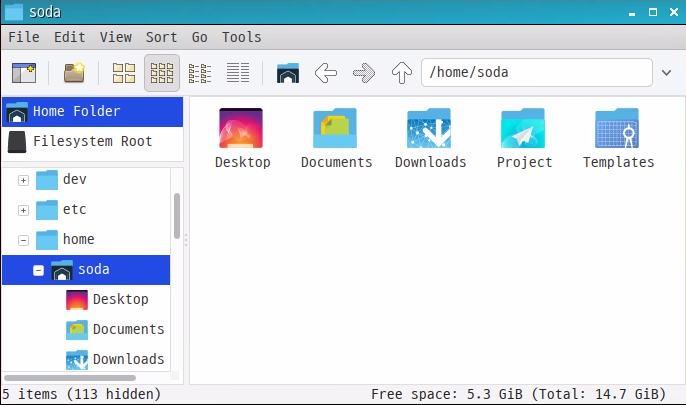 soda
File Edit View Sort Go Tools
/home/soda
Home Folder
Filesystem Root
dev
etc
home
soda
Desktop
Documents
Downloads
Desktop Documents Downloads Project Templates
5 items (113 hidden) Free space: 5.3 GiB (Total: 14.7 GiB)